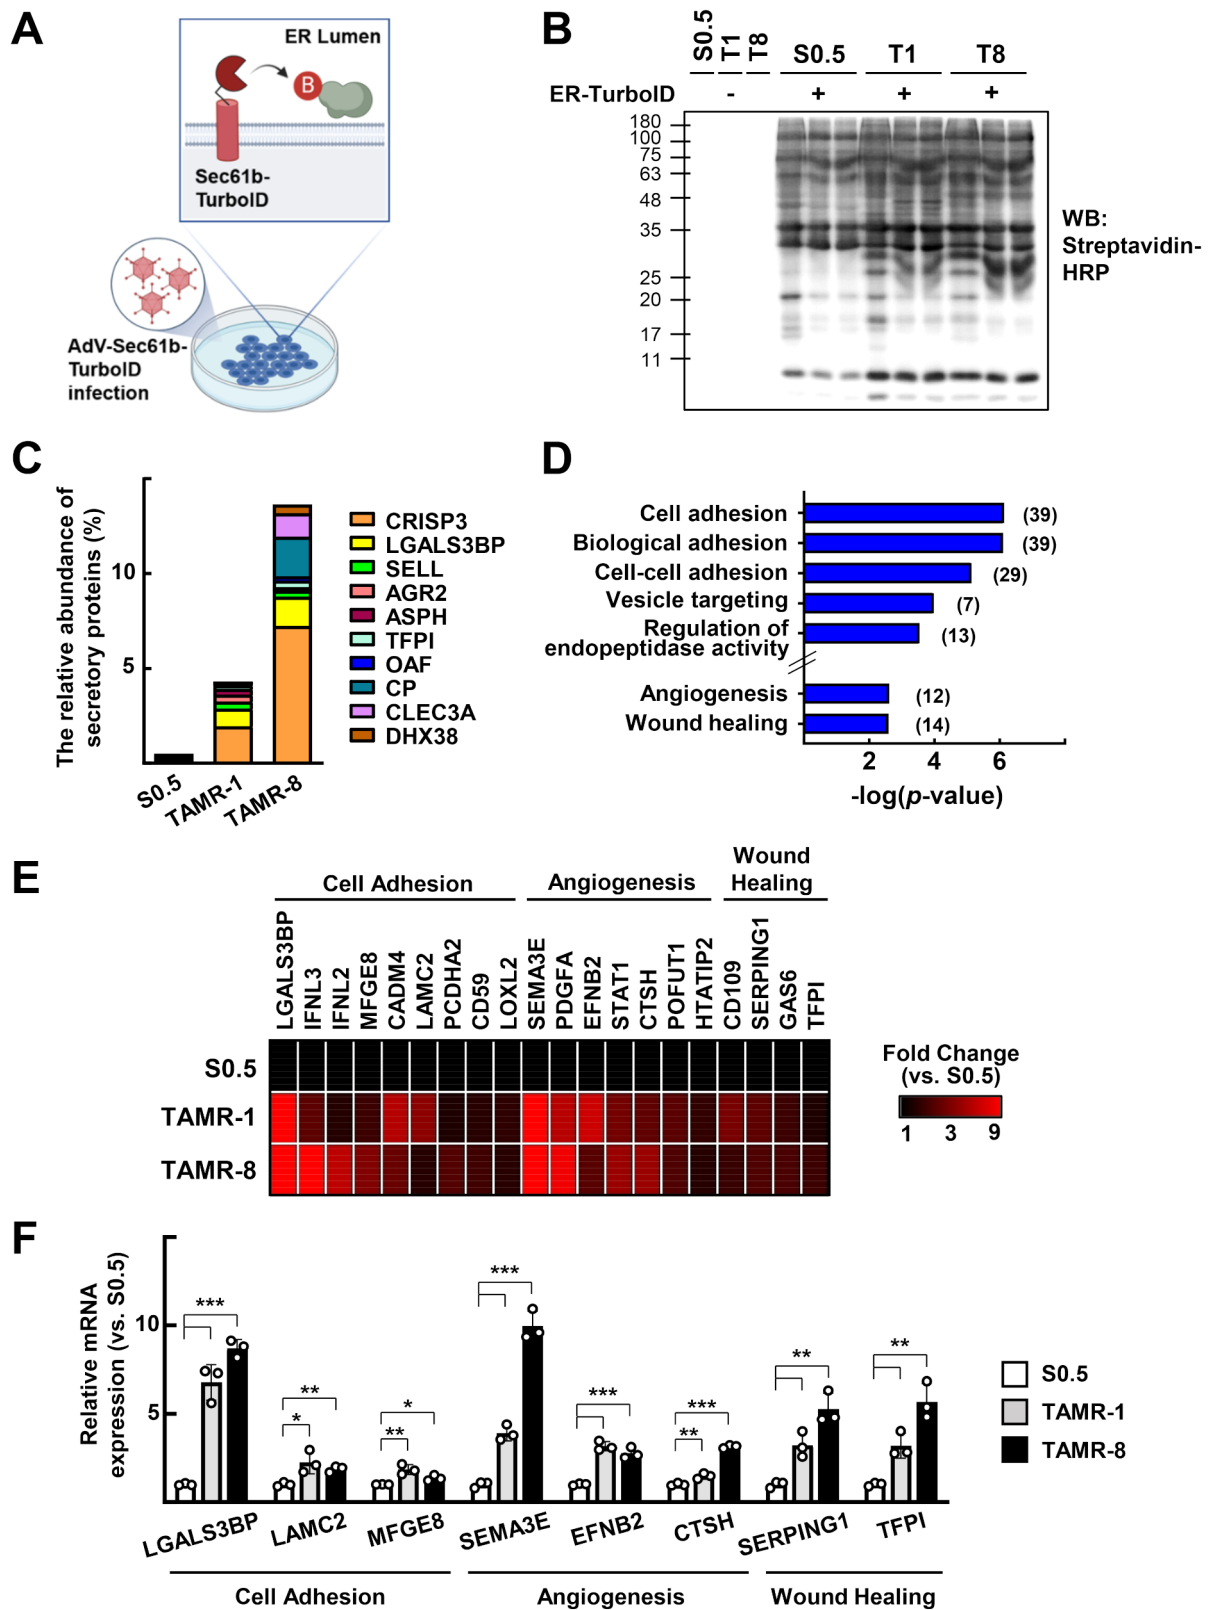 A
ER Lumen
B
Sec61b-
TurboID
AdV-Sec61b-
TurboID
infection
B
S0.5
T1
T8
S0.5
T1
T8
ER-TurboID
-
+
+
+
180
100
75
63
48
35
25
20
17
11
WB:
Streptavidin-
HRP
C
The relative abundance of
secretory proteins (%)
10
5
S0.5
TAMR-1
TAMR-8
CRISP3
LGALS3BP
SELL
AGR2
ASPH
TFPI
OAF
CP
CLEC3A
DHX38
D
Cell adhesion
(39)
Biological adhesion
(39)
Cell-cell adhesion
(29)
Vesicle targeting
(7)
Regulation of
endopeptidase activity
(13)
Angiogenesis
(12)
Wound healing
(14)
2
4
6
-log(p-value)
E
Cell Adhesion
Angiogenesis
Wound
Healing
LGALS3BP
IFNL3
IFNL2
MFGE8
CADM4
LAMC2
PCDHA2
CD59
LOXL2
SEMA3E
PDGFA
EFNB2
STAT1
CTSH
POFUT1
HTATIP2
CD109
SERPING1
GAS6
TFPI
S0.5
TAMR-1
TAMR-8
Fold Change
(vs. S0.5)
1
3
9
F
Relative mRNA
expression (vs. S0.5)
10
5
***
**
*
*
**
***
***
***
**
**
**
S0.5
TAMR-1
TAMR-8
LGALS3BP
LAMC2
MFGE8
SEMA3E
EFNB2
CTSH
SERPING1
TFPI
Cell Adhesion
Angiogenesis
Wound Healing